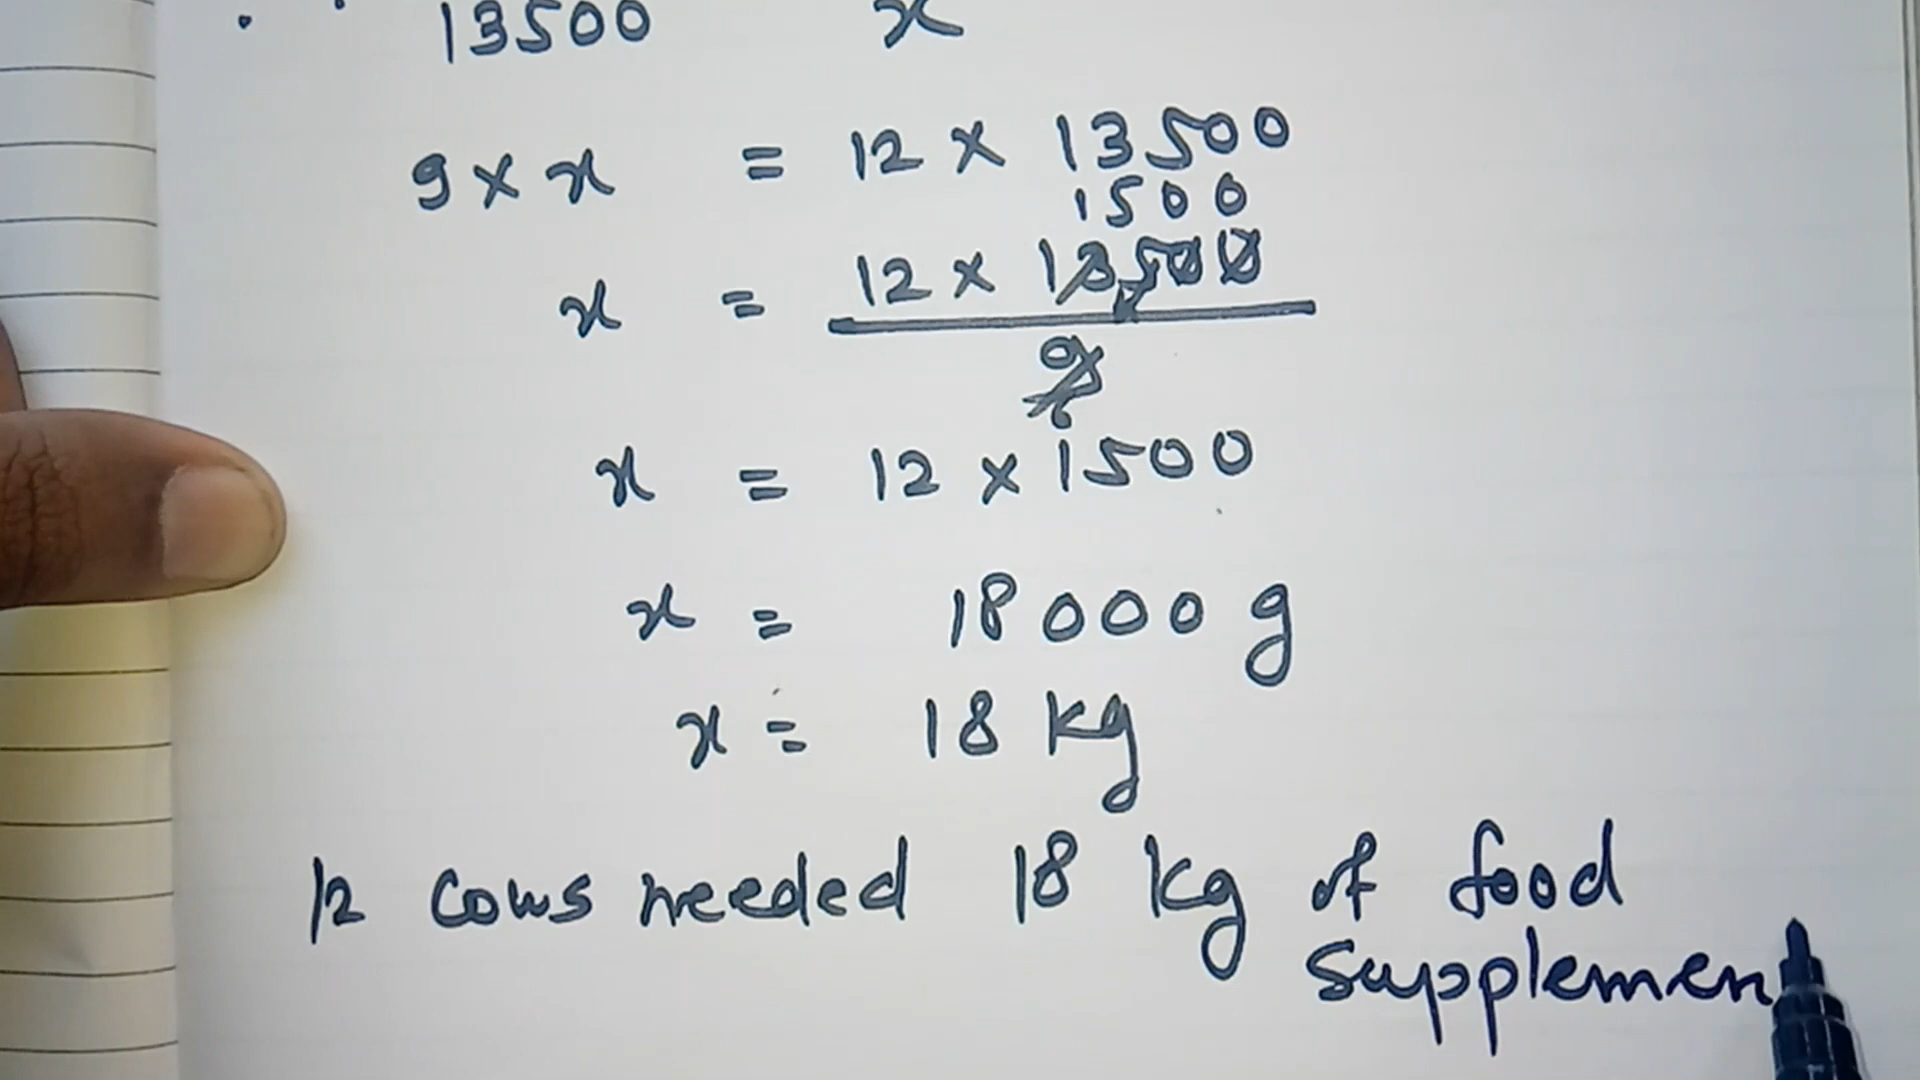 13500 x
9 × x = 12 × 13500
1500
x = 12 × 13500
9
x = 12 × 1500
x = 18000 g
x = 18 kg
12 cows needed 18 kg of food
supplemen